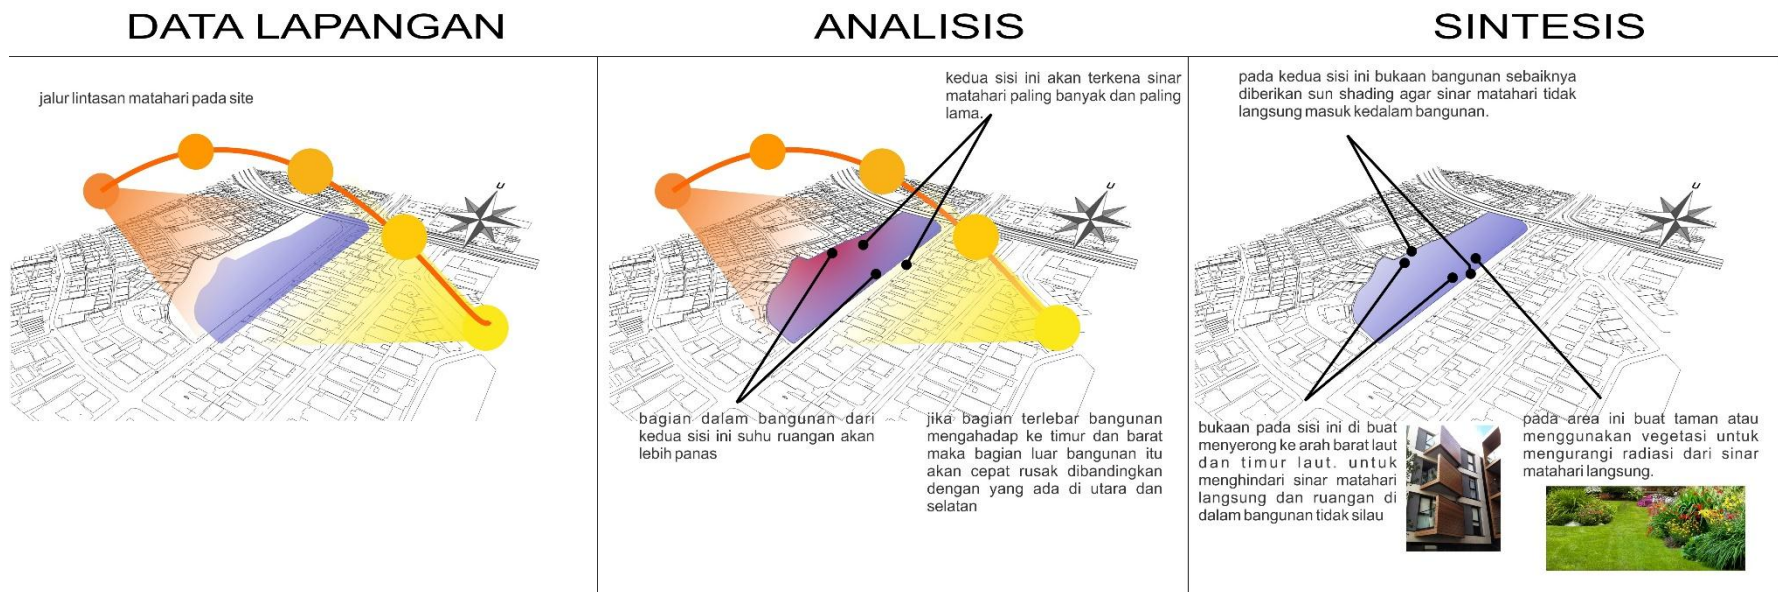 DATA LAPANGAN
jalur lintasan matahari pada site
U
ANALISIS
kedua sisi ini akan terkena sinar
matahari paling banyak dan paling
lama.
U
bagian dalam bangunan dari
kedua sisi ini suhu ruangan akan
lebih panas
jika bagian terlebar bangunan
mengahadap ke timur dan barat
maka bagian luar bangunan itu
akan cepat rusak dibandingkan
dengan yang ada di utara dan
selatan
SINTESIS
pada kedua sisi ini bukaan bangunan sebaiknya
diberikan sun shading agar sinar matahari tidak
langsung masuk kedalam bangunan.
U
bukaan pada sisi ini di buat
menyerong ke arah barat laut
dan timur laut. untuk
menghindari sinar matahari
langsung dan ruangan di
dalam bangunan tidak silau
pada area ini buat taman atau
menggunakan vegetasi untuk
mengurangi radiasi dari sinar
matahari langsung.